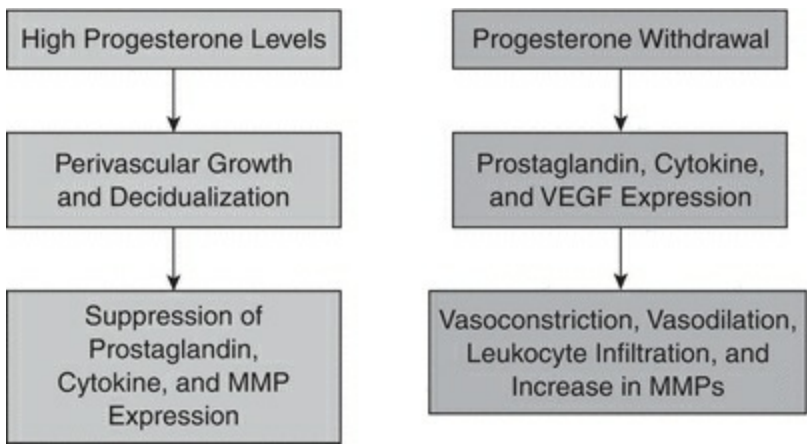 High Progesterone Levels
Perivascular Growth
and Decidualization
Suppression of
Prostaglandin,
Cytokine, and MMP
Expression
Progesterone Withdrawal
Prostaglandin, Cytokine,
and VEGF Expression
Vasoconstriction, Vasodilation,
Leukocyte Infiltration, and
Increase in MMPs